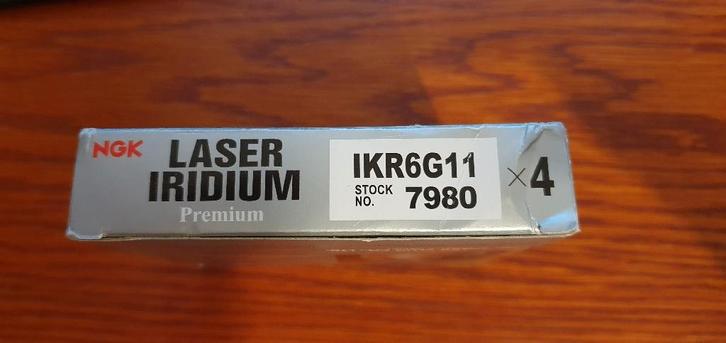 NGK
LASER
IRIDIUM
Premium
IKR6G11
STOCK
NO. 7980
×4